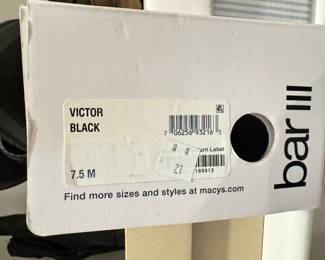 VICTOR
BLACK
7.5 M
Find more sizes and styles at macys.com
bar III